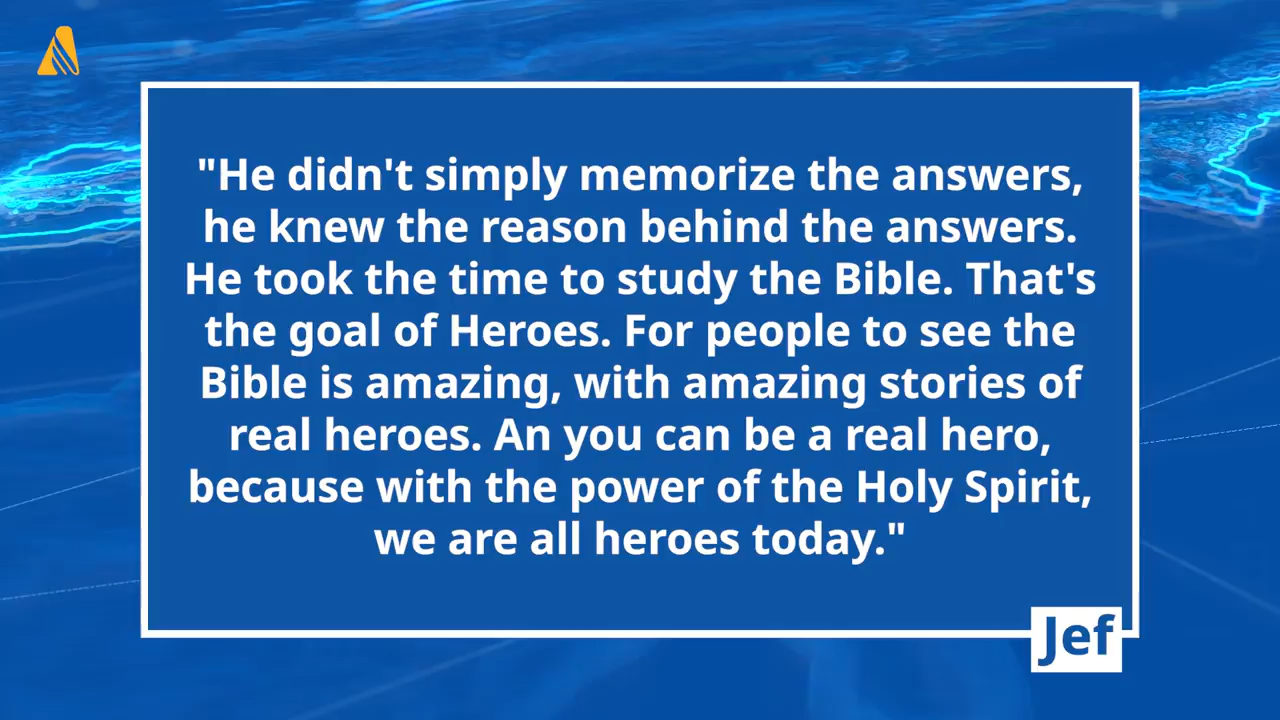 "He didn't simply memorize the answers,
he knew the reason behind the answers.
He took the time to study the Bible. That's
the goal of Heroes. For people to see the
Bible is amazing, with amazing stories of
real heroes. An you can be a real hero,
because with the power of the Holy Spirit,
we are all heroes today."
Jef